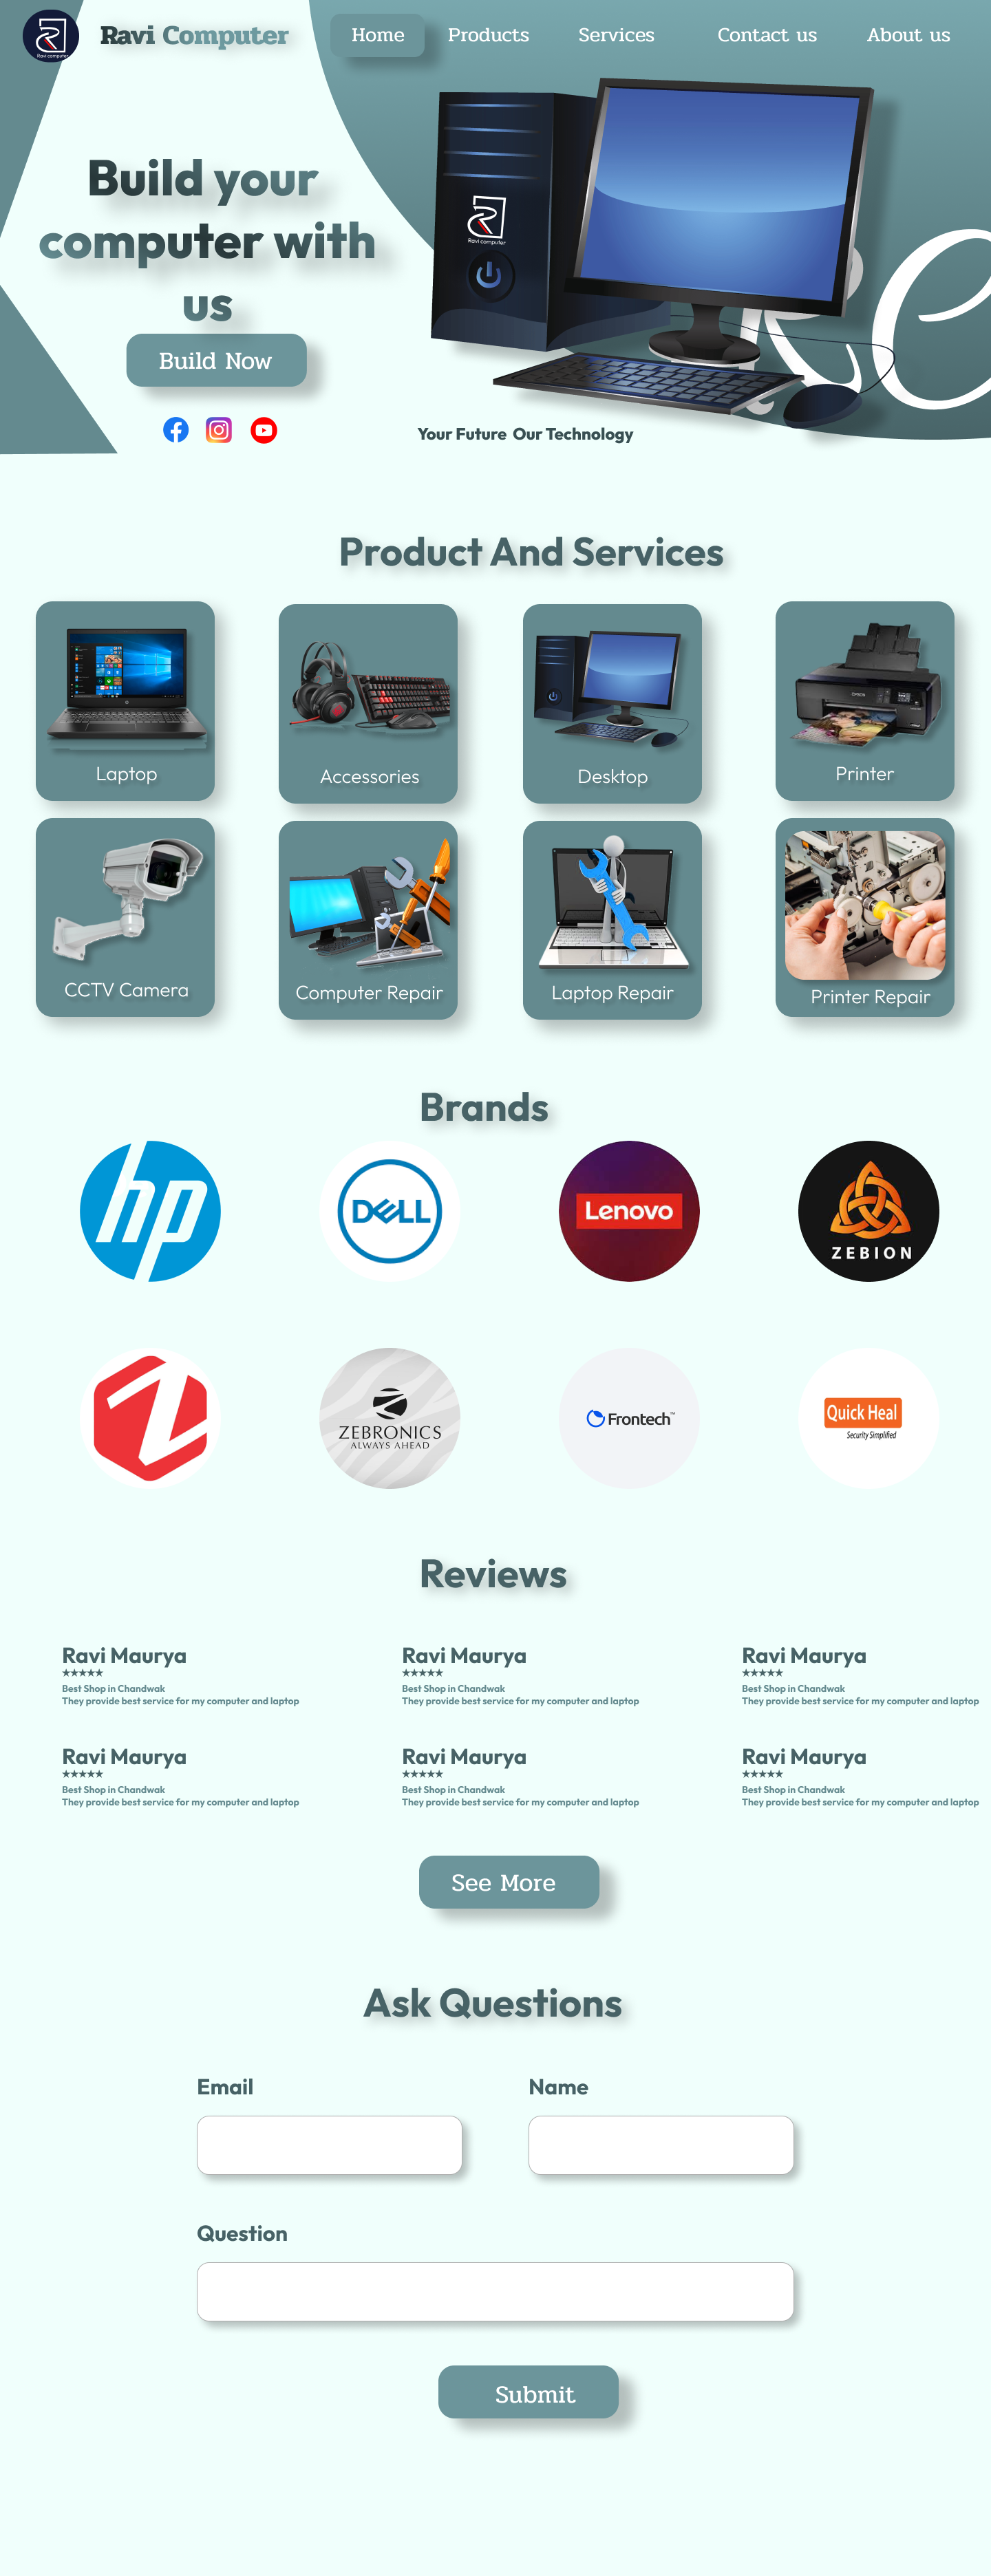 Ravi Computer
Home
Products
Services
Contact us
About us
Ravi computer
Build your
computer with
us
Build Now
Ravi computer
Re
Your Future Our Technology
Product And Services
Laptop
Accessories
Desktop
Printer
EPSON
CCTV Camera
Computer Repair
Laptop Repair
Printer Repair
Brands
hp
DELL
Lenovo
ZEBION
ZEBRONICS
ALWAYS AHEAD
Frontech™
Quick Heal
Security Simplified
Reviews
Ravi Maurya
★★★★★
Best Shop in Chandwak
They provide best service for my computer and laptop
Ravi Maurya
★★★★★
Best Shop in Chandwak
They provide best service for my computer and laptop
Ravi Maurya
★★★★★
Best Shop in Chandwak
They provide best service for my computer and laptop
Ravi Maurya
★★★★★
Best Shop in Chandwak
They provide best service for my computer and laptop
Ravi Maurya
★★★★★
Best Shop in Chandwak
They provide best service for my computer and laptop
Ravi Maurya
★★★★★
Best Shop in Chandwak
They provide best service for my computer and laptop
See More
Ask Questions
Email
Name
Question
Submit